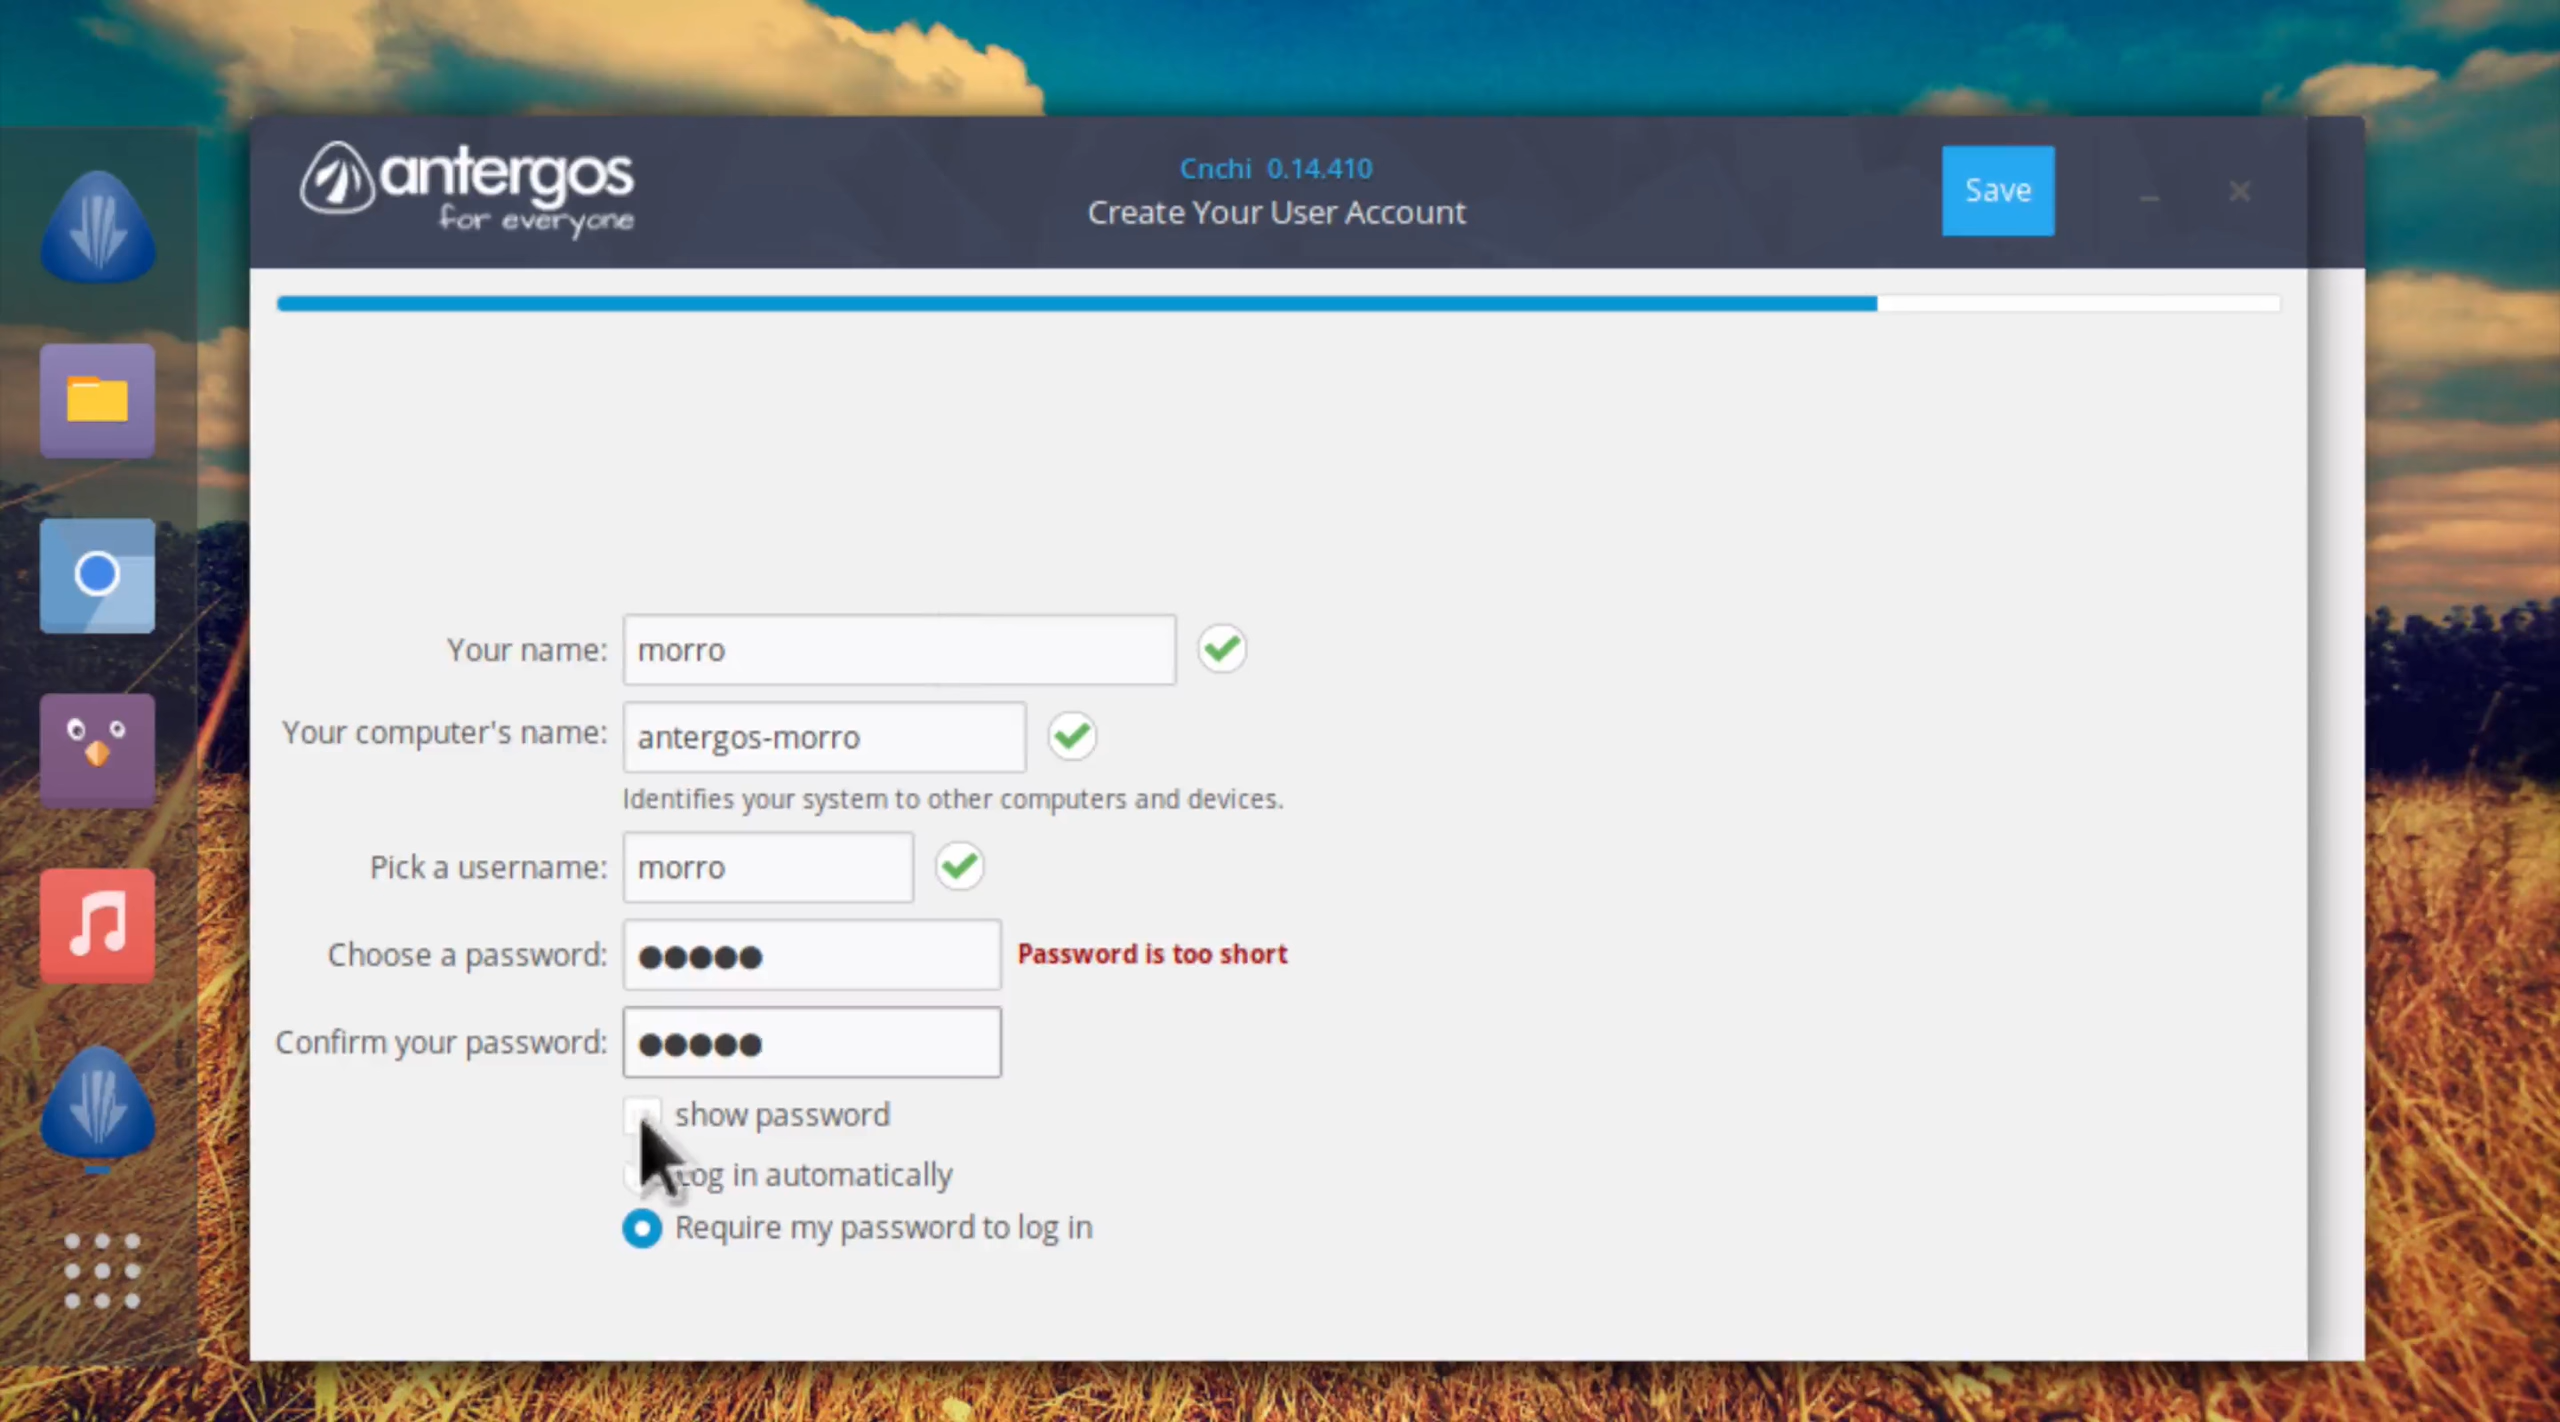 antergos
for everyone
Cnchi 0.14.410
Create Your User Account
Save
Your name: morro
Your computer's name: antergos-morro
Identifies your system to other computers and devices.
Pick a username: morro
Choose a password: ●●●●● Password is too short
Confirm your password: ●●●●●
show password
Log in automatically
Require my password to log in